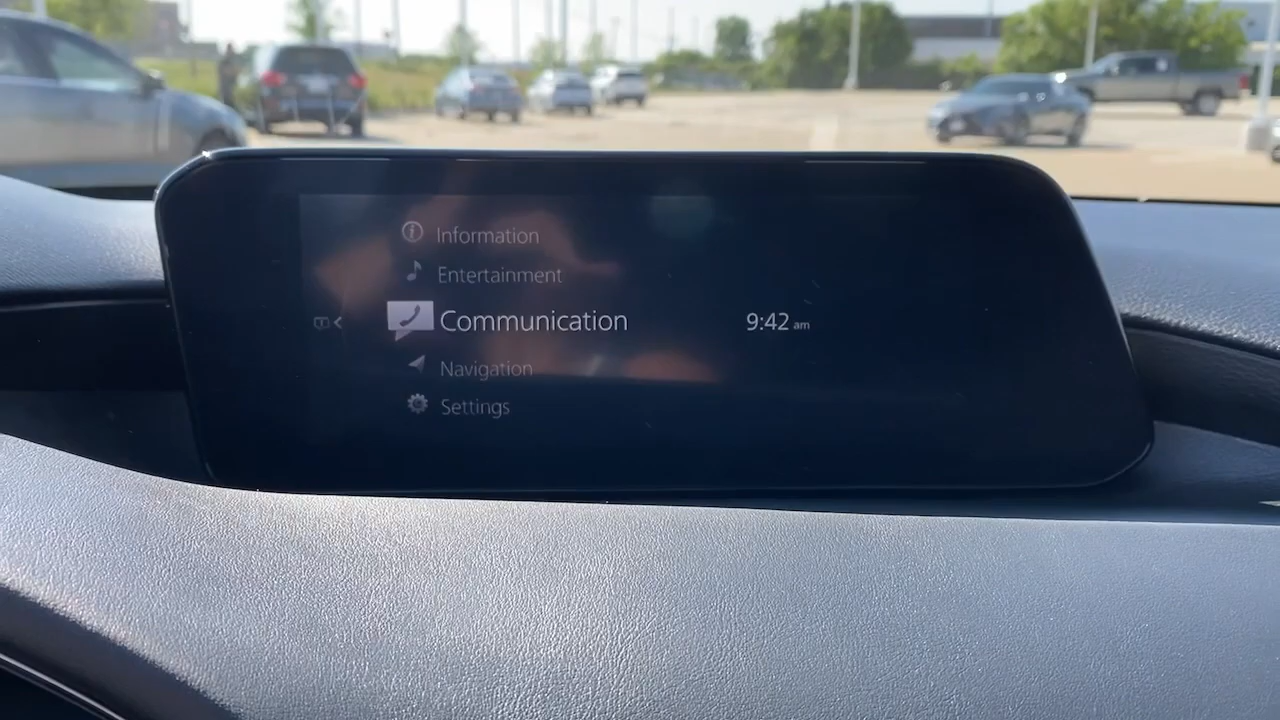 Information
Entertainment
Communication
9:42 am
Navigation
Settings